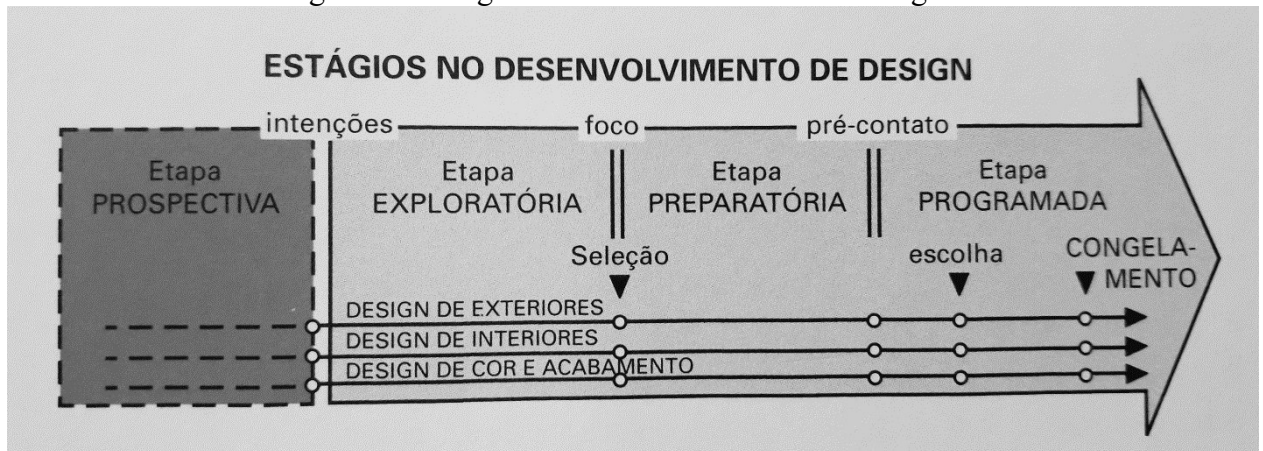 ESTÁGIOS NO DESENVOLVIMENTO DE DESIGN
intenções foco pré-contato
Etapa
PROSPECTIVA
Etapa
EXPLORATÓRIA
Etapa
PREPARATÓRIA
Etapa
PROGRAMADA
Seleção
escolha
CONGELA-
MENTO
DESIGN DE EXTERIORES
DESIGN DE INTERIORES
DESIGN DE COR E ACABAMENTO